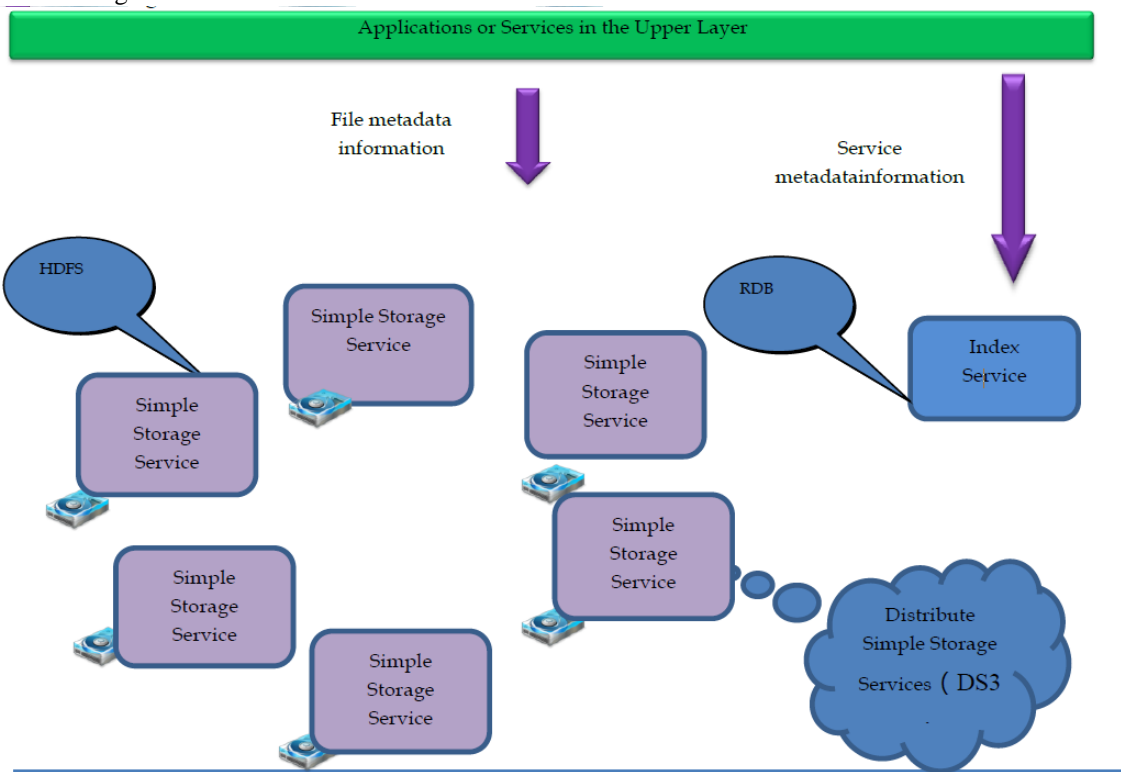 Applications or Services in the Upper Layer
File metadata
information
Service
metadatainformation
HDFS
Simple Storage
Service
RDB
Index
Service
Simple
Storage
Service
Simple
Storage
Service
Simple
Storage
Service
Simple
Storage
Service
Simple
Storage
Service
Distribute
Simple Storage
Services ( DS3
.